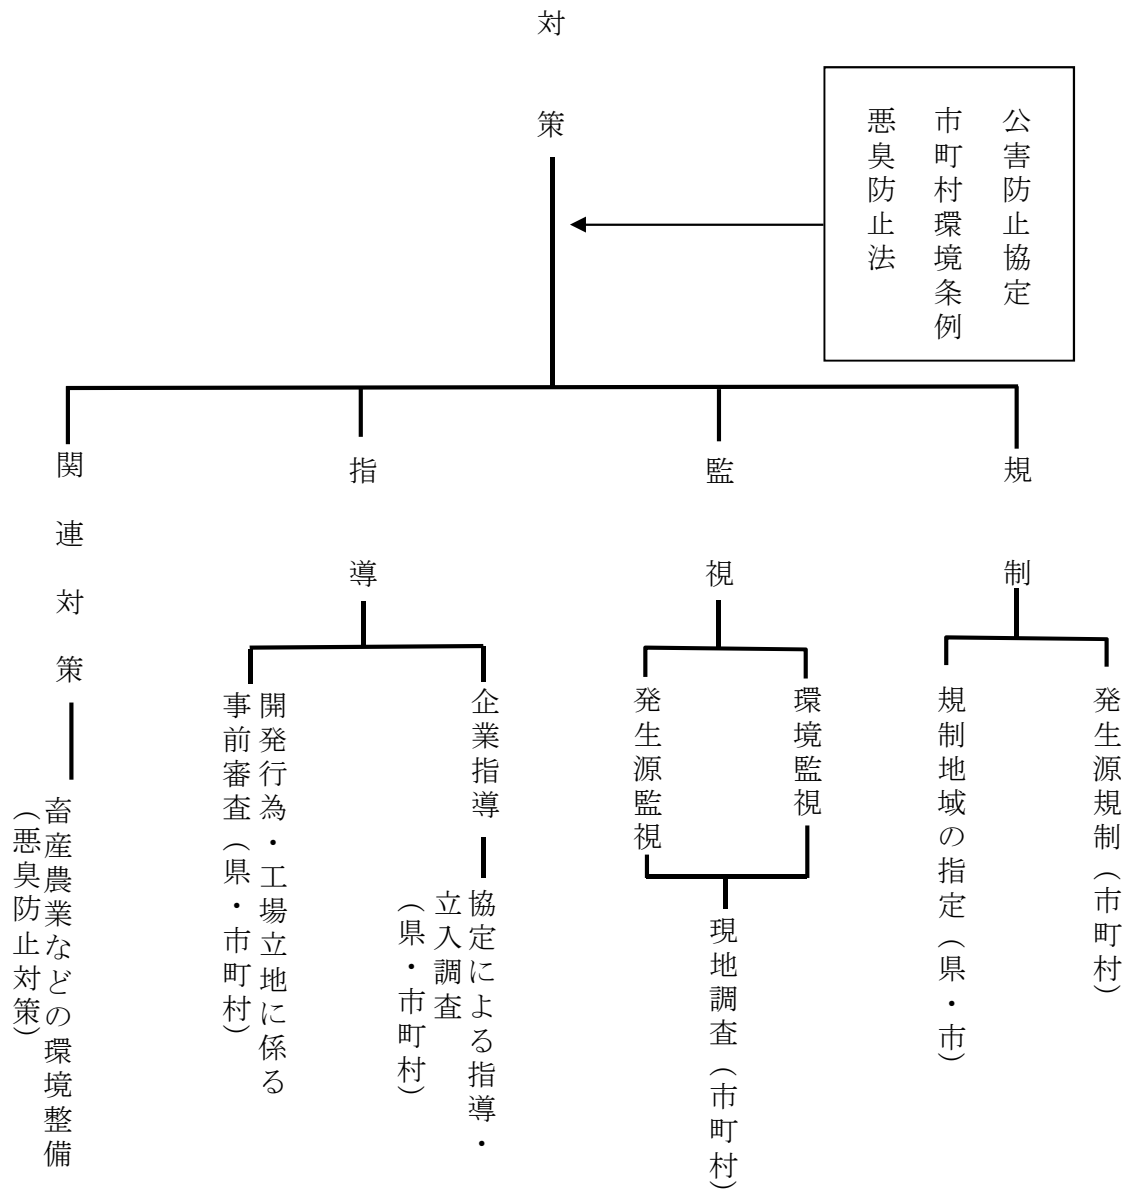 対策
公害防止協定
市町村環境条例
悪臭防止法
規制
監視
指導
関連対策
発生源規制（市町村）
規制地域の指定（県・市）
環境監視
発生源監視
現地調査（市町村）
企業指導
協定による指導・
立入調査
（県・市町村）
開発行為・工場立地に係る
事前審査（県・市町村）
畜産農業などの環境整備
（悪臭防止対策）